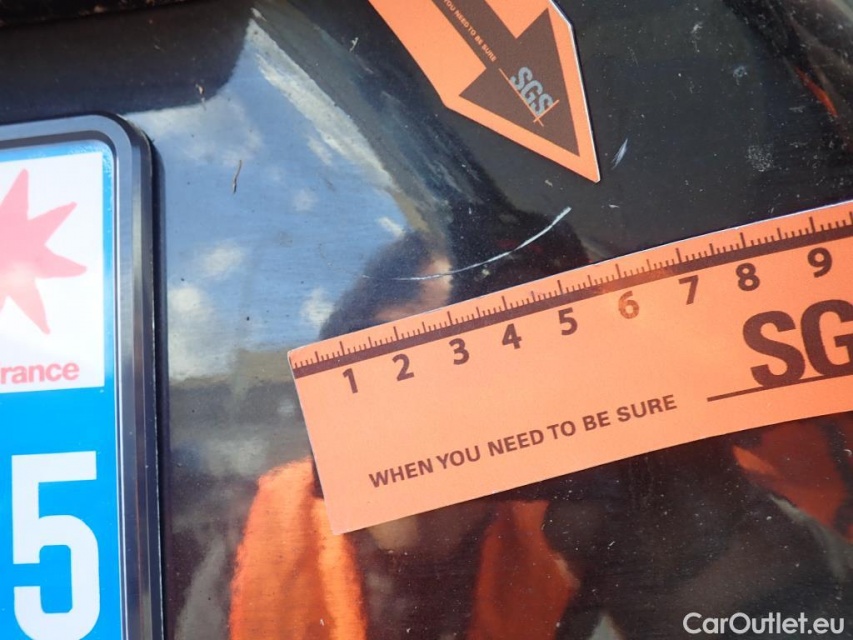 YOU NEED TO BE SURE
SGS
rance
5
1 2 3 4 5 6 7 8 9
SG
WHEN YOU NEED TO BE SURE
CarOutlet.eu